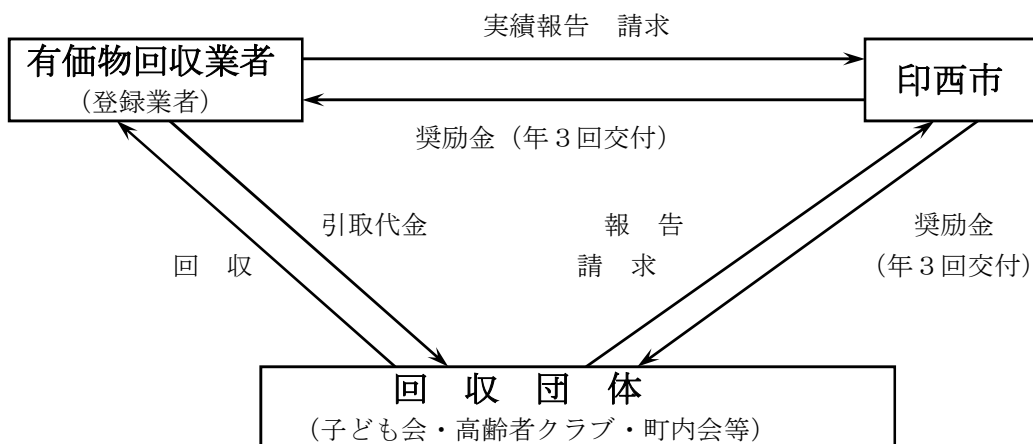 実績報告　請求
有価物回収業者
（登録業者）
印西市
奨励金（年３回交付）
引取代金
回　収
報　告
請　求
奨励金
（年３回交付）
回　収　団　体
（子ども会・高齢者クラブ・町内会等）